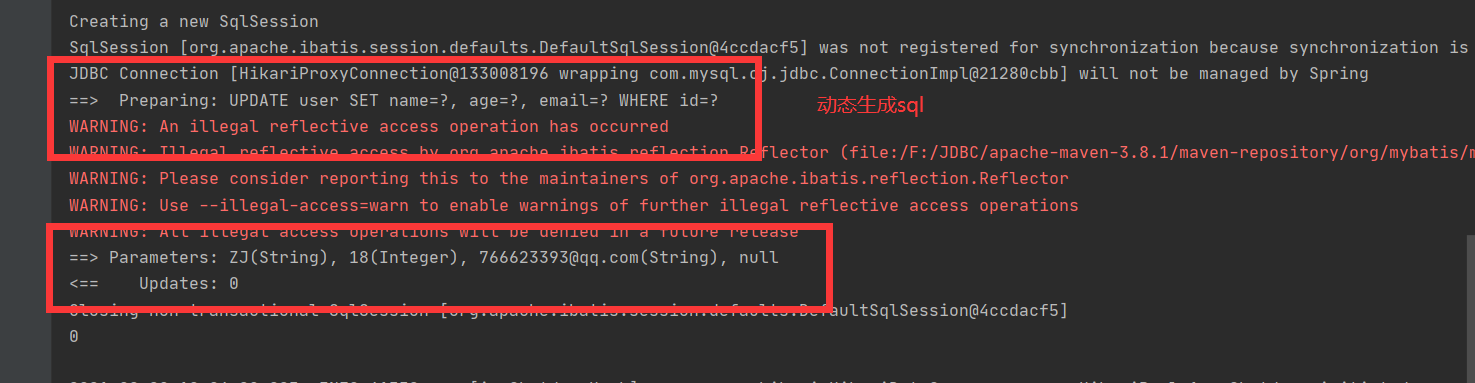 Creating a new SqlSession
SqlSession [org.apache.ibatis.session.defaults.DefaultSqlSession@4ccdacf5] was not registered for synchronization because synchronization is
JDBC Connection [HikariProxyConnection@133008196 wrapping com.mysql.cj.jdbc.ConnectionImpl@21280cbb] will not be managed by Spring
==>  Preparing: UPDATE user SET name=?, age=?, email=? WHERE id=?
动态生成sql
WARNING: An illegal reflective access operation has occurred
WARNING: Illegal reflective access by org.apache.ibatis.reflection.Reflector (file:/F:/JDBC/apache-maven-3.8.1/maven-repository/org/mybatis/m
WARNING: Please consider reporting this to the maintainers of org.apache.ibatis.reflection.Reflector
WARNING: Use --illegal-access=warn to enable warnings of further illegal reflective access operations
WARNING: All illegal access operations will be denied in a future release
==> Parameters: ZJ(String), 18(Integer), 766623393@qq.com(String), null
<==    Updates: 0
Closing non transactional SqlSession [org.apache.ibatis.session.defaults.DefaultSqlSession@4ccdacf5]
0